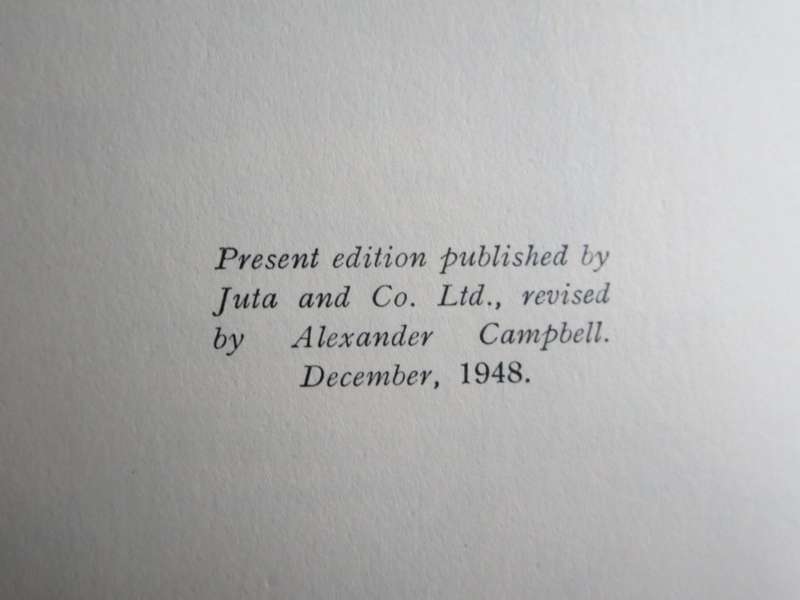 Present edition published by
Juta and Co. Ltd., revised
by Alexander Campbell.
December, 1948.